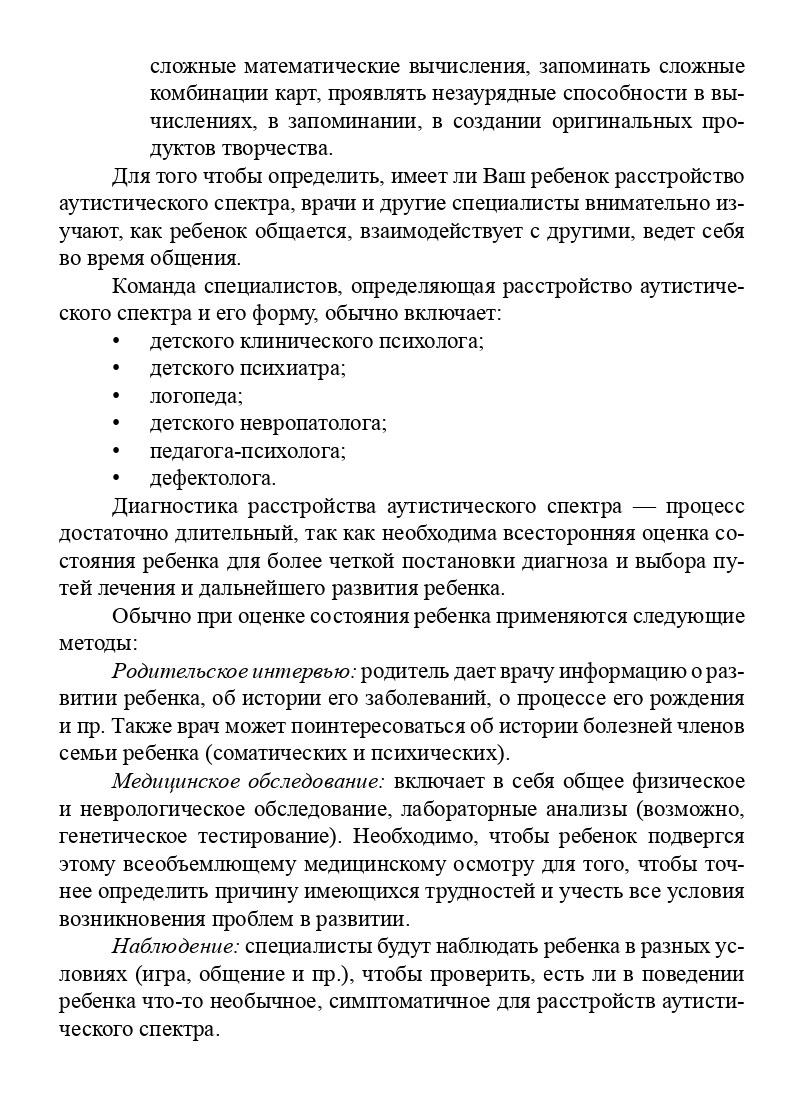 сложные математические вычисления, запоминать сложные
комбинации карт, проявлять незаурядные способности в вы-
числениях, в запоминании, в создании оригинальных про-
дуктов творчества.
Для того чтобы определить, имеет ли Ваш ребенок расстройство
аутистического спектра, врачи и другие специалисты внимательно из-
учают, как ребенок общается, взаимодействует с другими, ведет себя
во время общения.
Команда специалистов, определяющая расстройство аутистиче-
ского спектра и его форму, обычно включает:
• детского клинического психолога;
• детского психиатра;
• логопеда;
• детского невропатолога;
• педагога-психолога;
• дефектолога.
Диагностика расстройства аутистического спектра — процесс
достаточно длительный, так как необходима всесторонняя оценка со-
стояния ребенка для более четкой постановки диагноза и выбора пу-
тей лечения и дальнейшего развития ребенка.
Обычно при оценке состояния ребенка применяются следующие
методы:
Родительское интервью: родитель дает врачу информацию о раз-
витии ребенка, об истории его заболеваний, о процессе его рождения
и пр. Также врач может поинтересоваться об истории болезней членов
семьи ребенка (соматических и психических).
Медицинское обследование: включает в себя общее физическое
и неврологическое обследование, лабораторные анализы (возможно,
генетическое тестирование). Необходимо, чтобы ребенок подвергся
этому всеобъемлющему медицинскому осмотру для того, чтобы точ-
нее определить причину имеющихся трудностей и учесть все условия
возникновения проблем в развитии.
Наблюдение: специалисты будут наблюдать ребенка в разных ус-
ловиях (игра, общение и пр.), чтобы проверить, есть ли в поведении
ребенка что-то необычное, симптоматичное для расстройств аутисти-
ческого спектра.